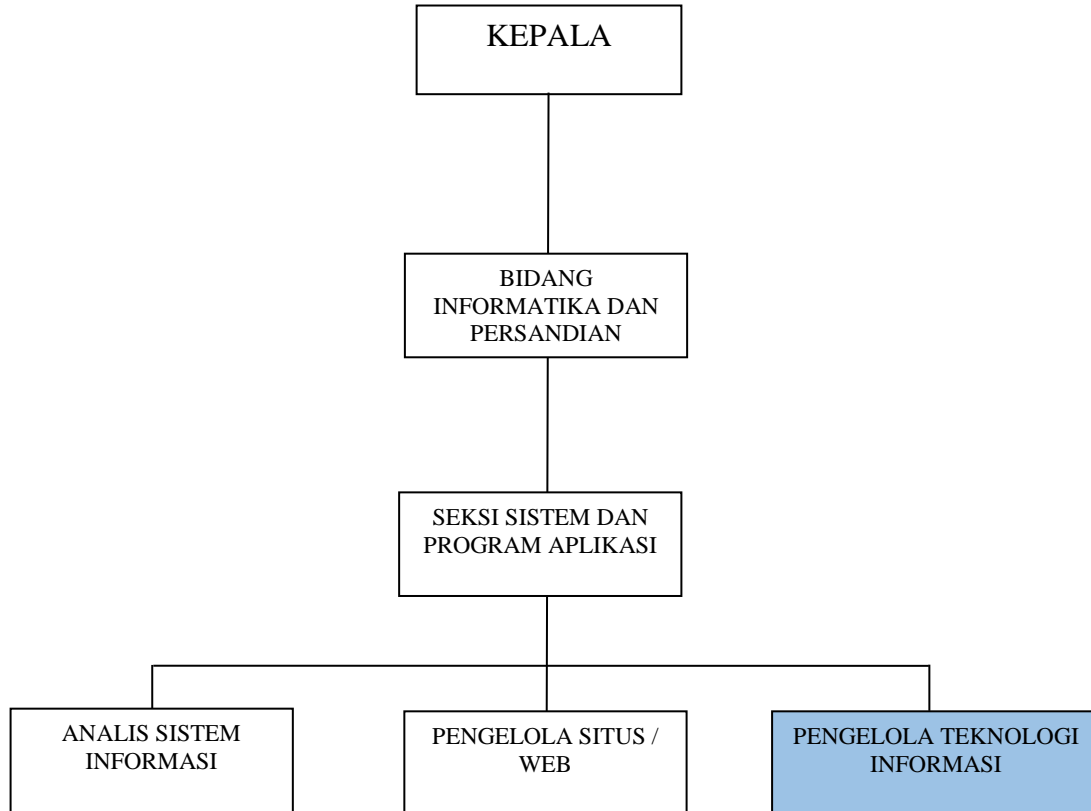 KEPALA
BIDANG
INFORMATIKA DAN
PERSANDIAN
SEKSI SISTEM DAN
PROGRAM APLIKASI
ANALIS SISTEM
INFORMASI
PENGELOLA SITUS /
WEB
PENGELOLA TEKNOLOGI
INFORMASI